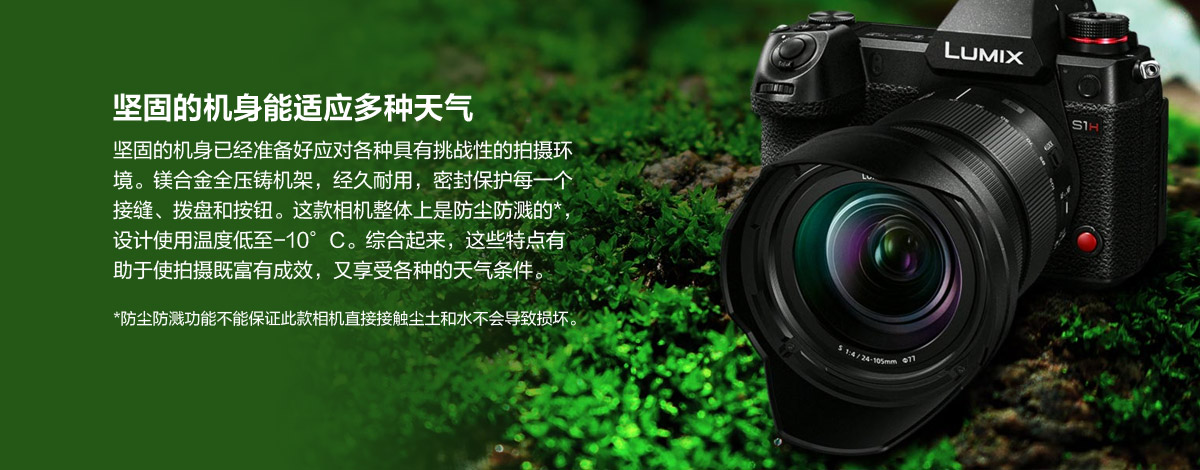 坚固的机身能适应多种天气
坚固的机身已经准备好应对各种具有挑战性的拍摄环
境。镁合金全压铸机架，经久耐用，密封保护每一个
接缝、拨盘和按钮。这款相机整体上是防尘防溅的*，
设计使用温度低至-10°C。综合起来，这些特点有
助于使拍摄既富有成效，又享受各种的天气条件。
*防尘防溅功能不能保证此款相机直接接触尘土和水不会导致损坏。
LUMIX
S1H
S 1:4 / 24-105mm Φ77